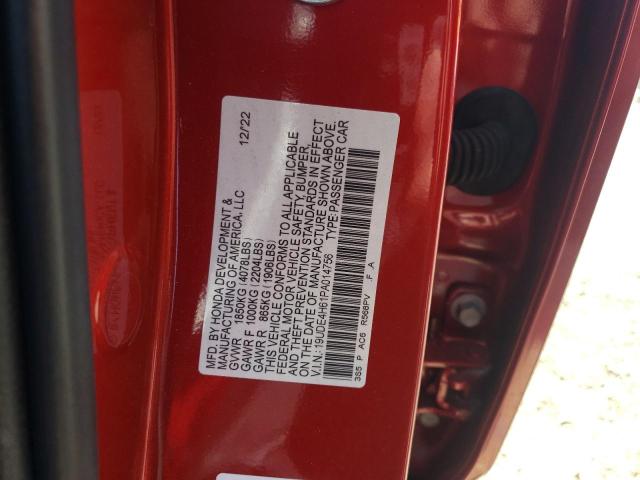 MFD. BY HONDA DEVELOPMENT &
MANUFACTURING OF AMERICA, LLC 12/22
GVWR 1850KG (4078LBS)
GAWR F 1000KG (2204LBS)
GAWR R 865KG (1906LBS)
THIS VEHICLE CONFORMS TO ALL APPLICABLE
FEDERAL MOTOR VEHICLE SAFETY, BUMPER,
AND THEFT PREVENTION STANDARDS IN EFFECT
ON THE DATE OF MANUFACTURE SHOWN ABOVE.
V.I.N.: 19UDE4H61PA014756 TYPE:PASSENGER CAR
3S5 P AC6 R568PV F A